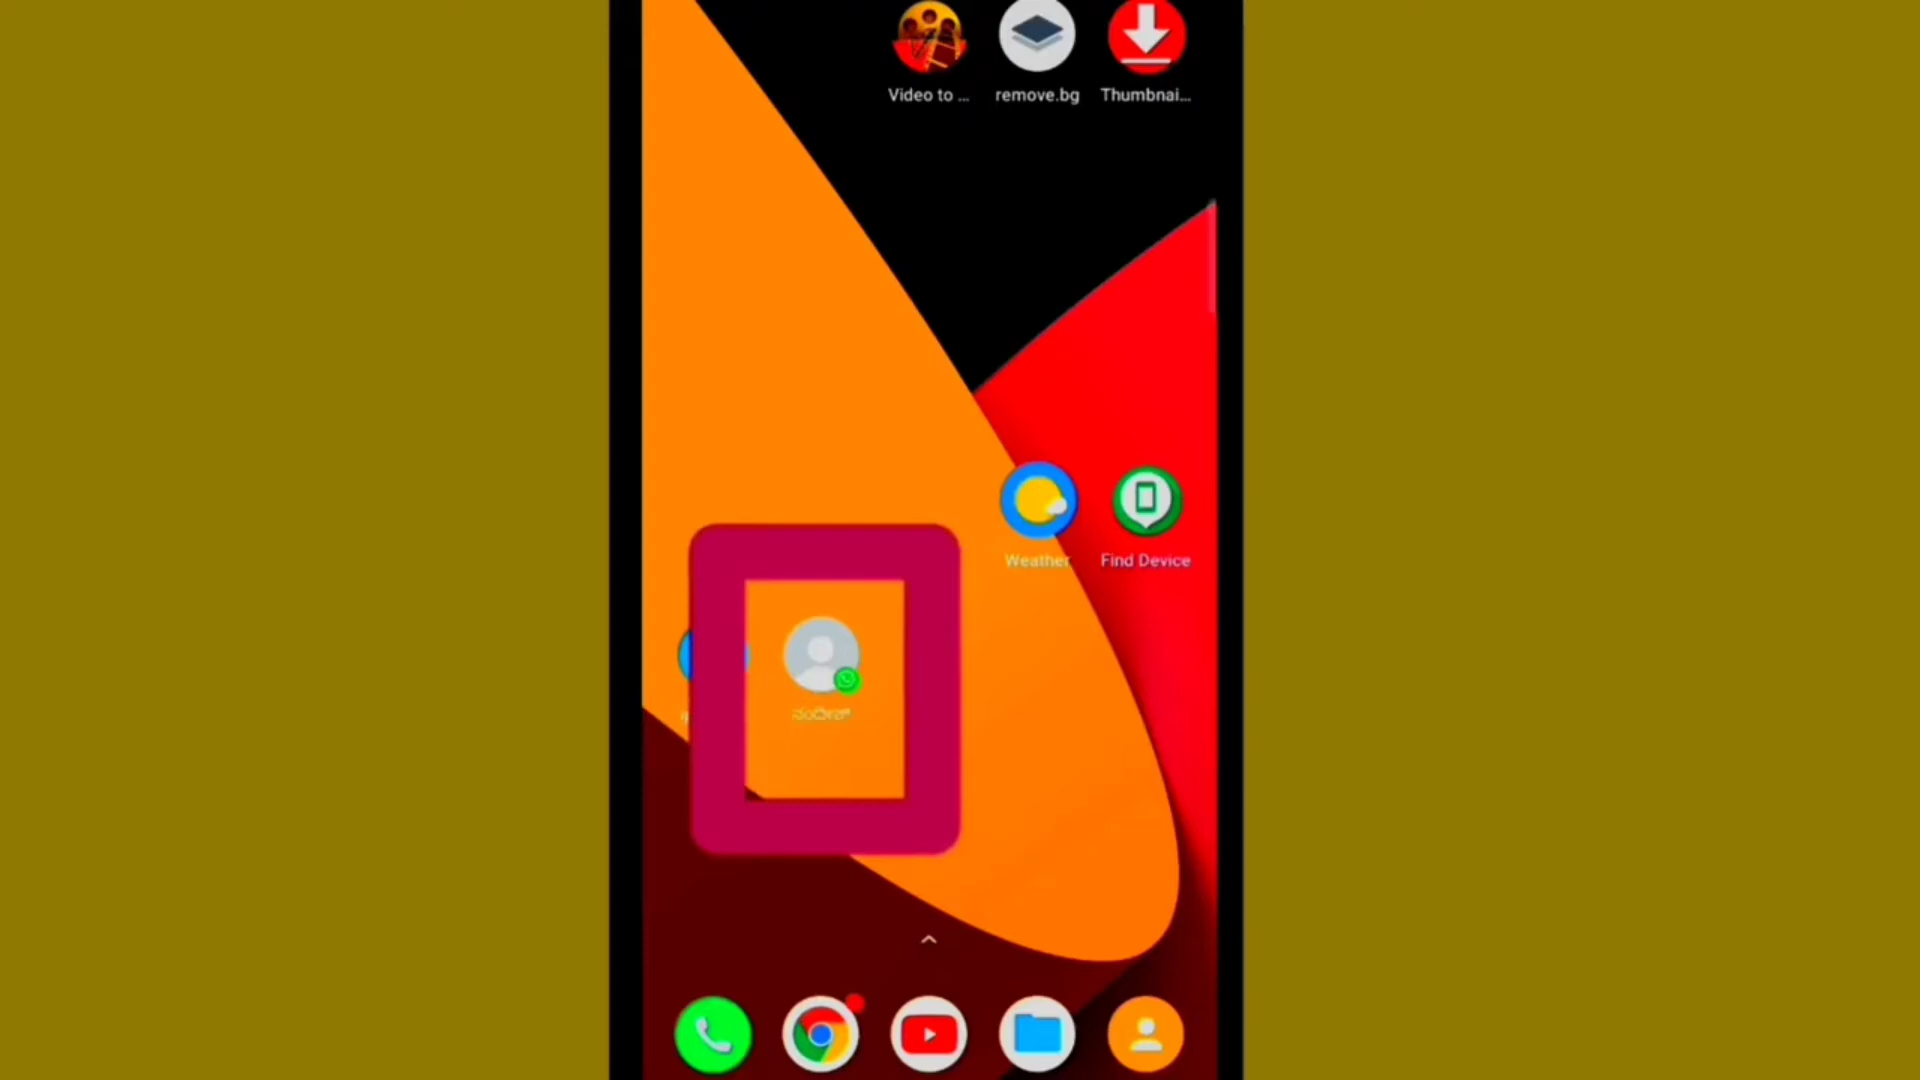 Video to ...
remove.bg
Thumbnai...
Weather
Find Device
ನಂದೀಶ್